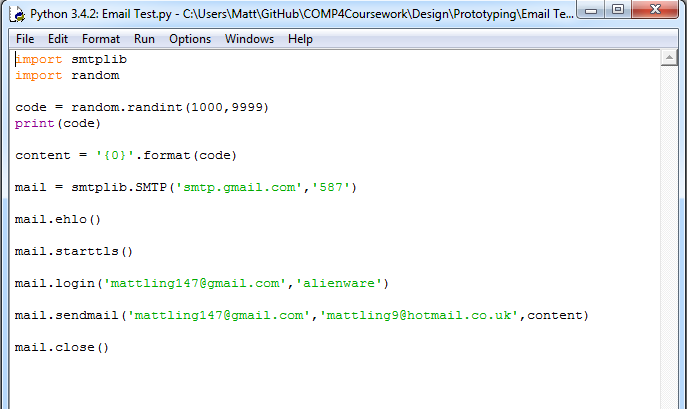 Python 3.4.2: Email Test.py - C:\Users\Matt\GitHub\COMP4Coursework\Design\Prototyping\Email Te...
File Edit Format Run Options Windows Help
import smtplib
import random
code = random.randint(1000,9999)
print(code)
content = '{0}'.format(code)
mail = smtplib.SMTP('smtp.gmail.com','587')
mail.ehlo()
mail.starttls()
mail.login('mattling147@gmail.com','alienware')
mail.sendmail('mattling147@gmail.com','mattling9@hotmail.co.uk',content)
mail.close()